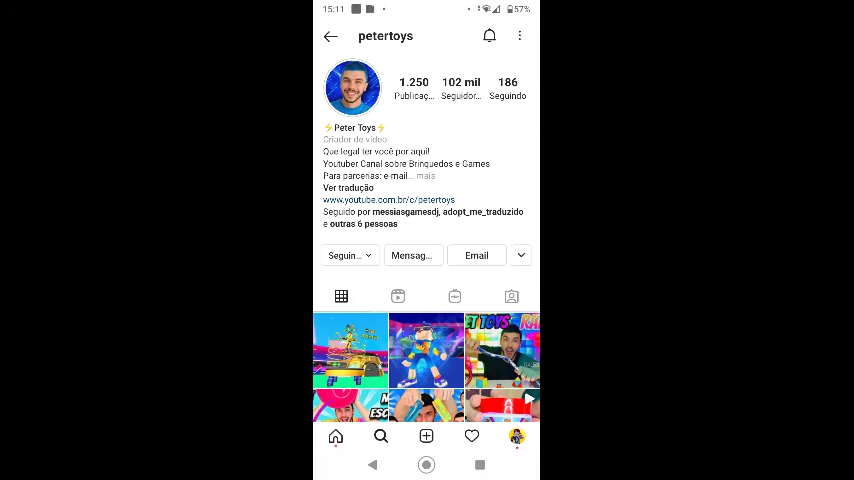 15:11
57%
petertoys
1.250
102 mil
186
Publicaç...
Seguidor...
Seguindo
⚡Peter Toys⚡
Criador de vídeo
Que legal ter você por aqui!
Youtuber Canal sobre Brinquedos e Games
Para parcerias: e-mail... mais
Ver tradução
www.youtube.com.br/c/petertoys
Seguido por messiasgamesdj, adopt_me_traduzido
e outras 6 pessoas
Seguin...
Mensag...
Email